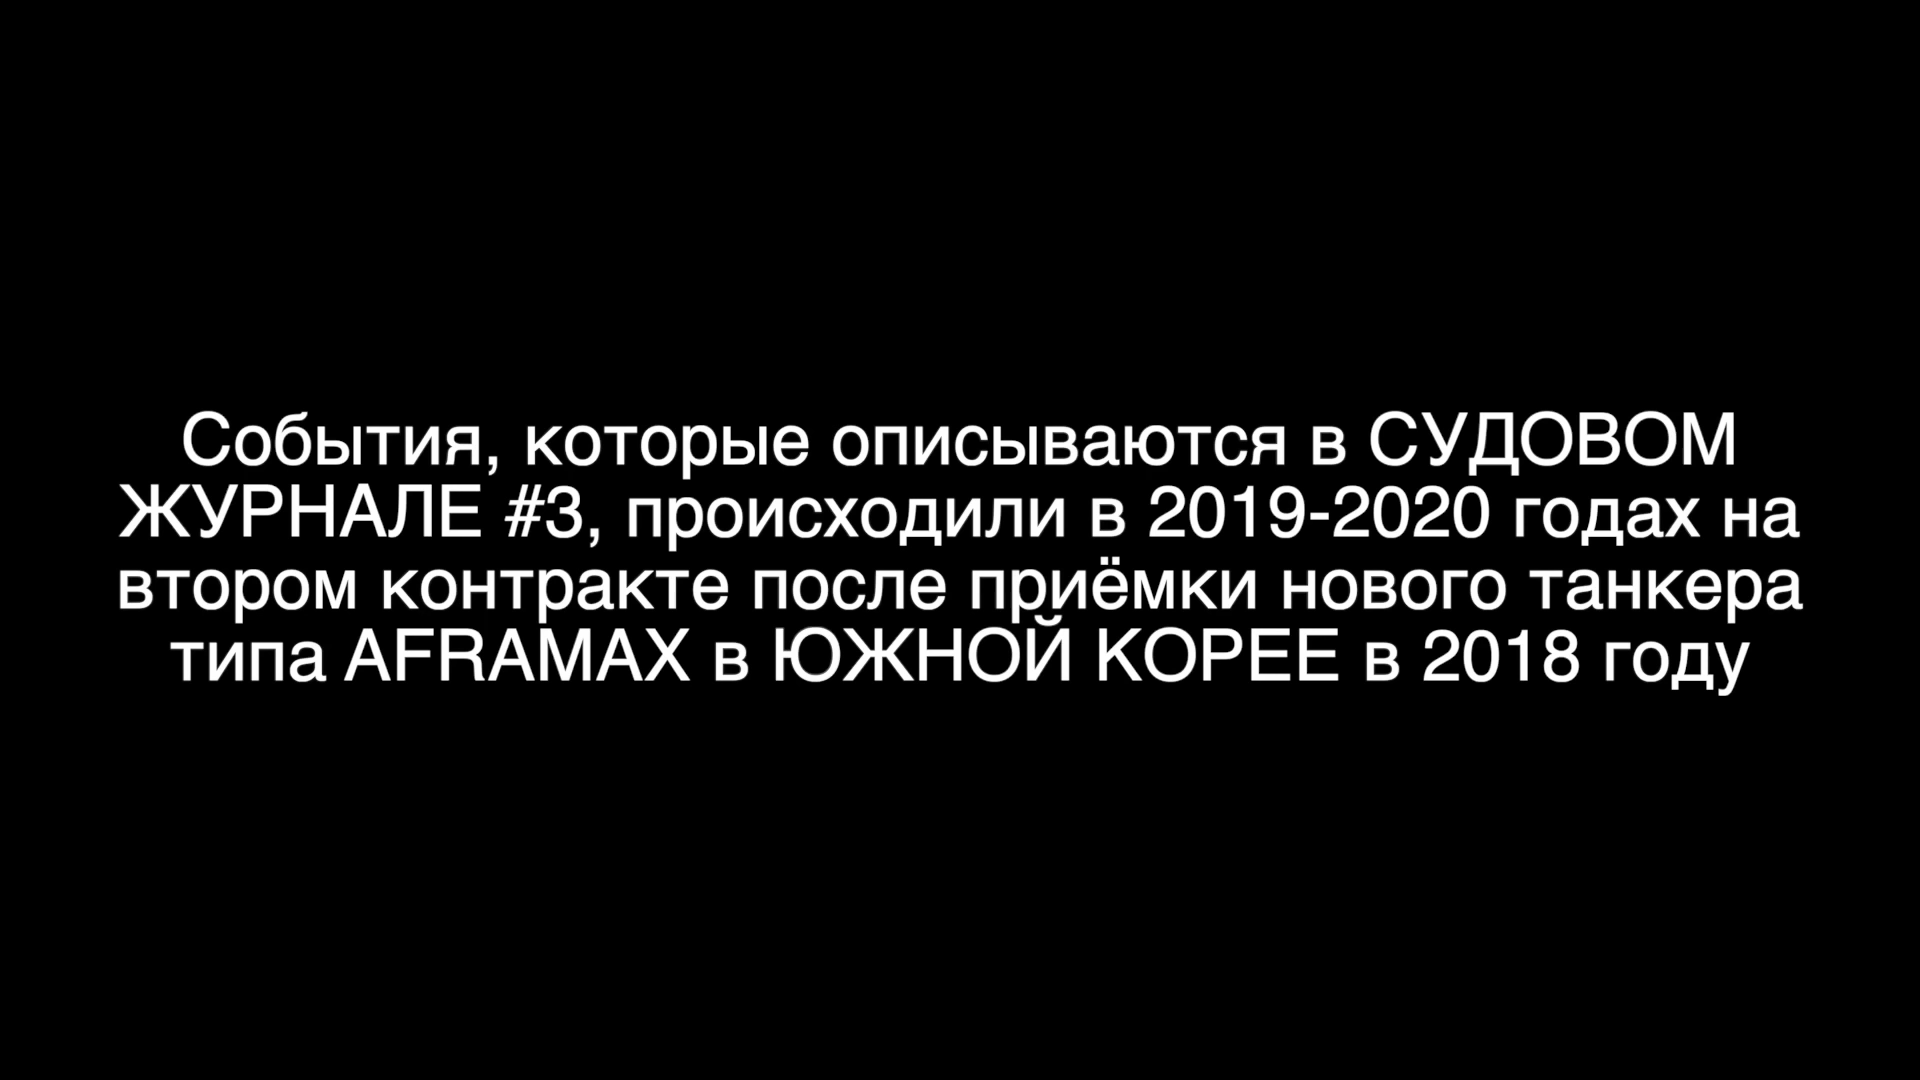 События, которые описываются в СУДОВОМ
ЖУРНАЛЕ #3, происходили в 2019-2020 годах на
втором контракте после приёмки нового танкера
типа AFRAMAX в ЮЖНОЙ КОРЕЕ в 2018 году